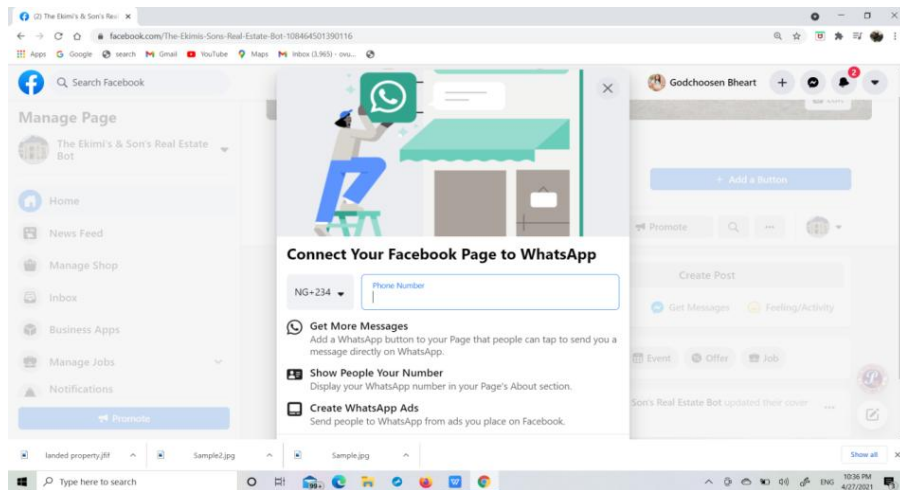 (2) The Ekimi's & Son's Real
facebook.com/The-Ekimis-Sons-Real-Estate-Bot-108464501390116
Apps Google search Gmail YouTube Maps Inbox (3,965) - ovu...
Search Facebook
Godchoosen Bheart
2
Manage Page
The Ekimi's & Son's Real Estate
Bot
+ Add a Button
Home
News Feed
Promote
Manage Shop
Connect Your Facebook Page to WhatsApp
Create Post
NG+234
Phone Number
Inbox
Get Messages
Feeling/Activity
Get More Messages
Business Apps
Add a WhatsApp button to your Page that people can tap to send you a
message directly on WhatsApp.
Manage Jobs
Event Offer Job
Show People Your Number
Display your WhatsApp number in your Page's About section.
Notifications
Son's Real Estate Bot updated their cover
Create WhatsApp Ads
Send people to WhatsApp from ads you place on Facebook.
Promote
landed property.jfif
Sample2.jpg
Sample.jpg
Show all
Type here to search
99+
ENG
10:36 PM
4/27/2021